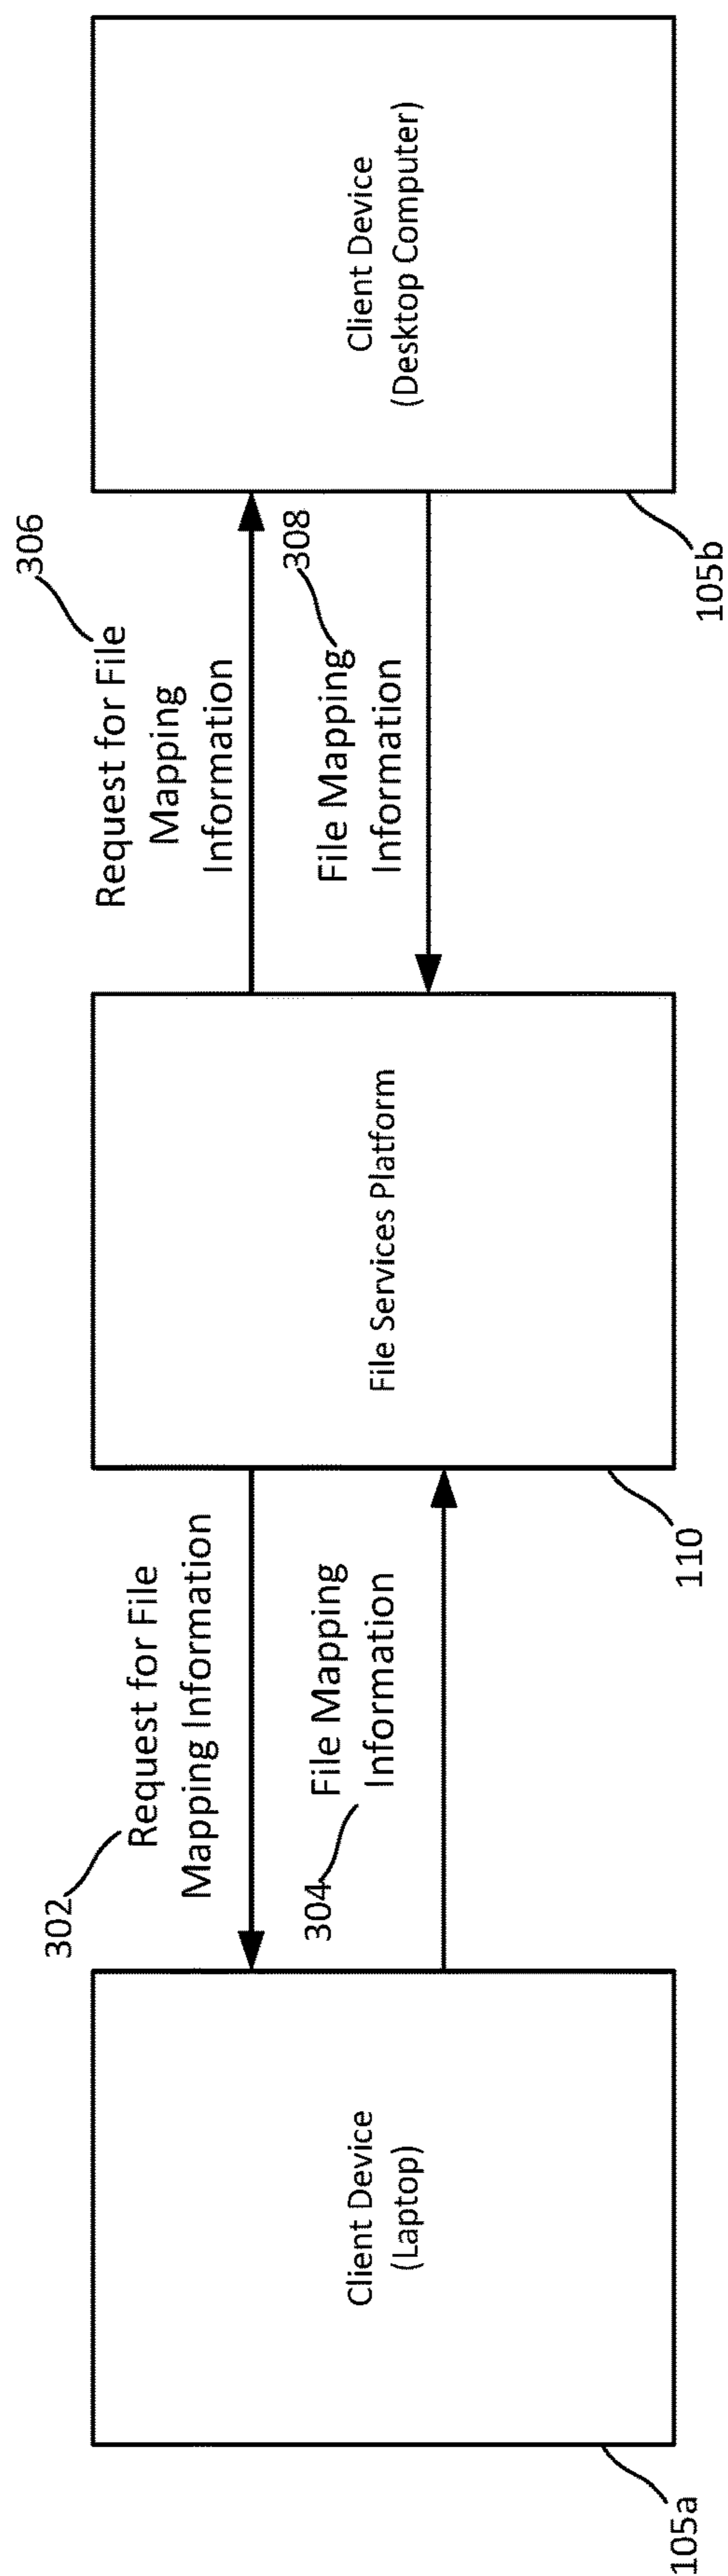 302
Request for File
Mapping Information
304
File Mapping
Information
306
Request for File
Mapping
Information
308
File Mapping
Information
Client Device
(Laptop)
105a
File Services Platform
110
Client Device
(Desktop Computer)
105b